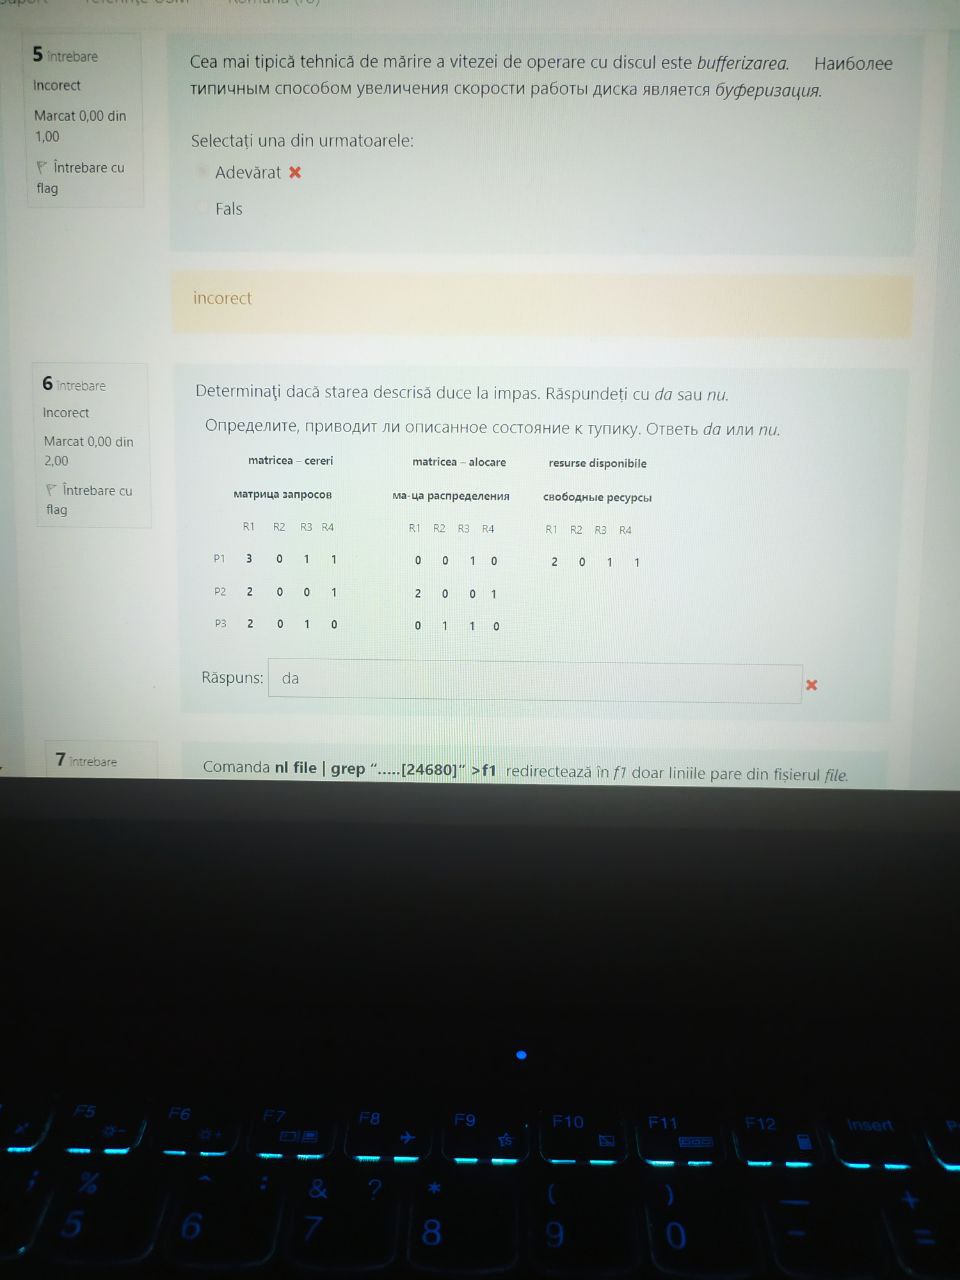 5 întrebare
Incorect
Marcat 0,00 din
1,00
Întrebare cu
flag
Cea mai tipică tehnică de mărire a vitezei de operare cu discul este bufferizarea. Наиболее
типичным способом увеличения скорости работы диска является буферизация.
Selectați una din urmatoarele:
Adevărat
Fals
incorect
6 întrebare
Incorect
Marcat 0,00 din
2,00
Întrebare cu
flag
Determinaţi dacă starea descrisă duce la impas. Răspundeți cu da sau nu.
Определите, приводит ли описанное состояние к тупику. Ответь da или nu.
matricea – cereri matricea – alocare resurse disponibile
матрица запросов ма-ца распределения свободные ресурсы
R1 R2 R3 R4 R1 R2 R3 R4 R1 R2 R3 R4
P1 3 0 1 1 0 0 1 0 2 0 1 1
P2 2 0 0 1 2 0 0 1
P3 2 0 1 0 0 1 1 0
Răspuns: da
7 întrebare
Comanda nl file | grep “.....[24680]” >f1 redirectează în f1 doar liniile pare din fișierul file.
F5 F6 F7 F8 F9 F10 F11 F12 Insert
% ^ : & ? * ( ) — +
5 6 7 8 9 0 - =